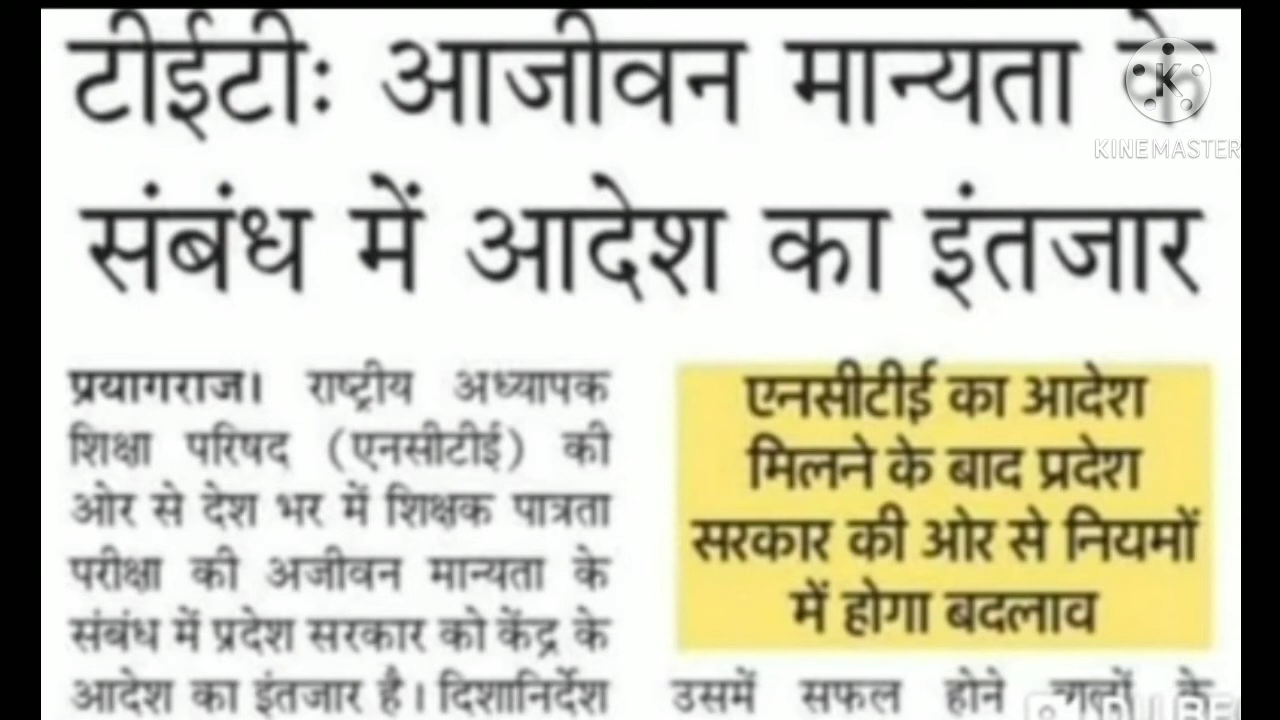 टीईटीः आजीवन मान्यता के
संबंध में आदेश का इंतजार
KINEMASTER
प्रयागराज। राष्ट्रीय अध्यापक
शिक्षा परिषद (एनसीटीई) की
ओर से देश भर में शिक्षक पात्रता
परीक्षा की अजीवन मान्यता के
संबंध में प्रदेश सरकार को केंद्र के
आदेश का इंतजार है। दिशानिर्देश
एनसीटीई का आदेश
मिलने के बाद प्रदेश
सरकार की ओर से नियमों
में होगा बदलाव
उसमें सफल होने वालों के